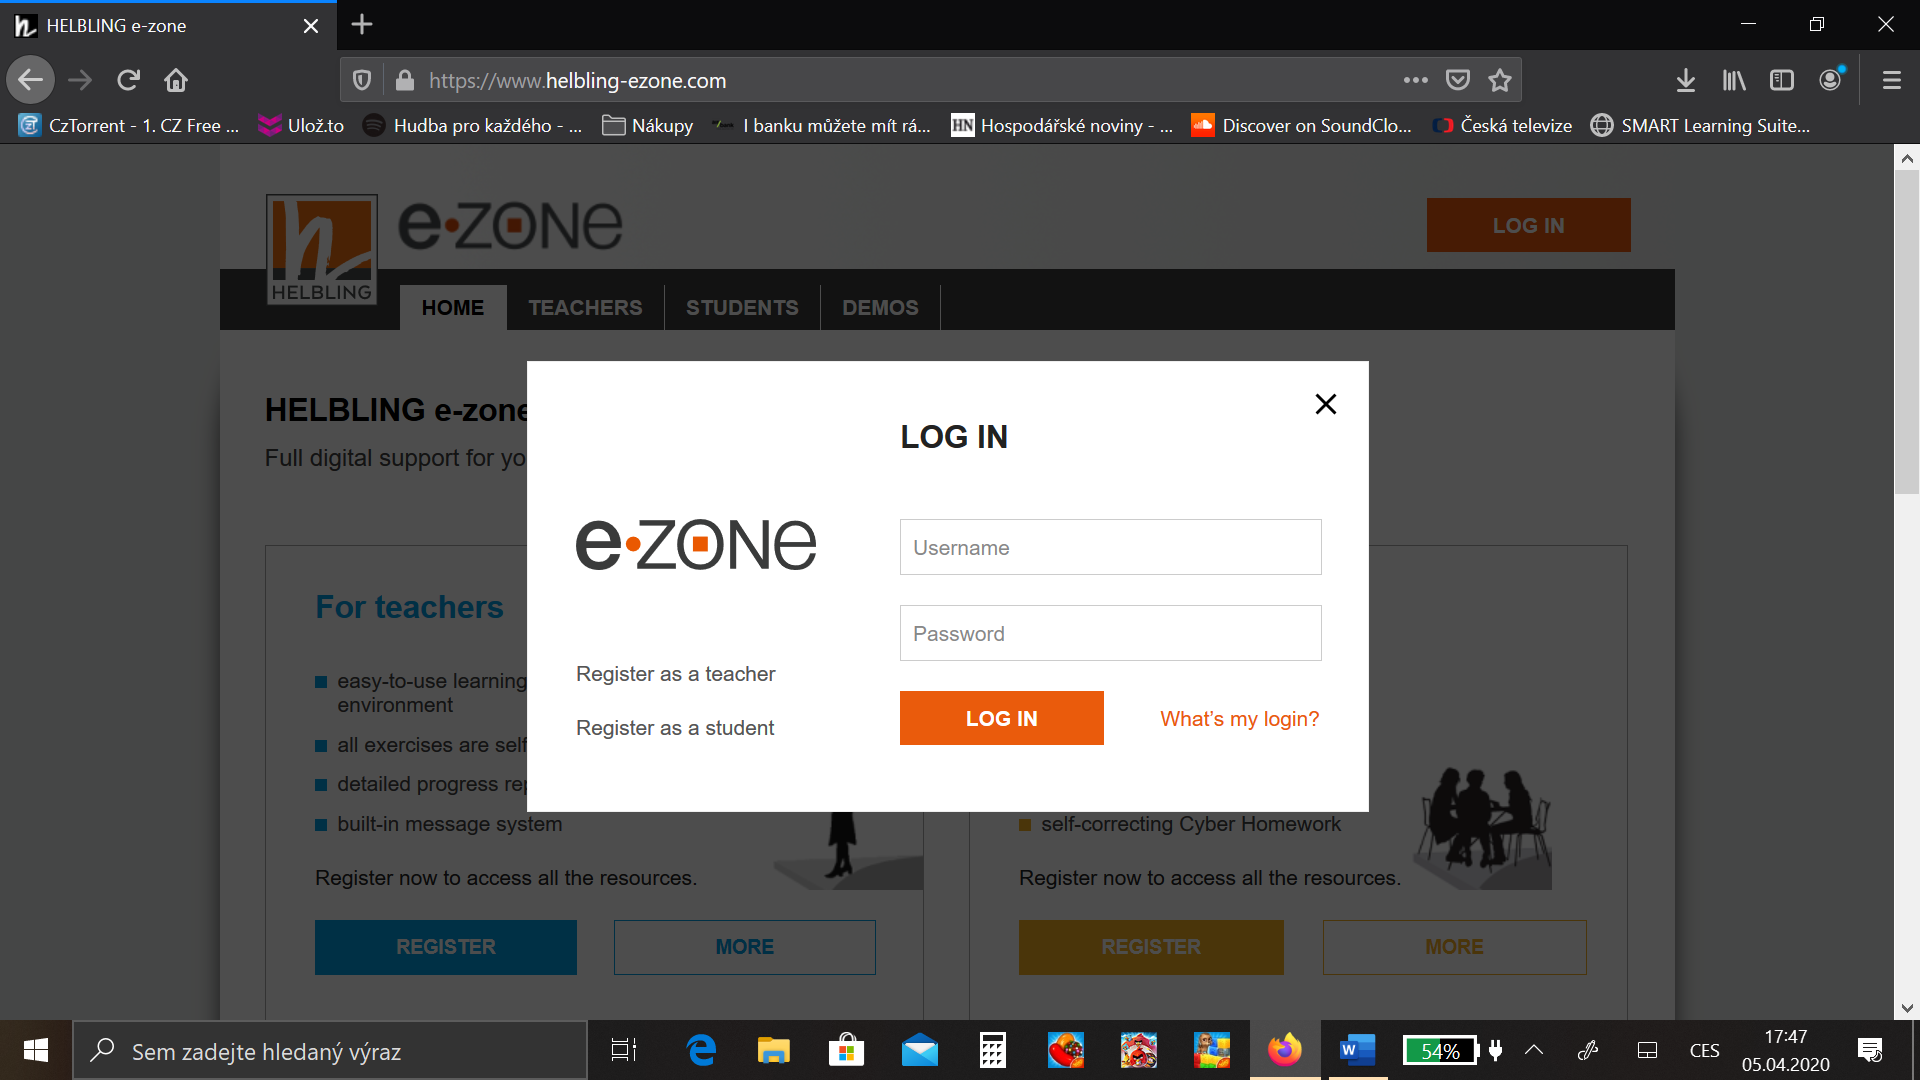 HELBLING e-zone
https://www.helbling-ezone.com
CzTorrent - 1. CZ Free ...
Ulož.to
Hudba pro každého - ...
Nákupy
I banku můžete mít rá...
HN
Hospodářské noviny - ...
Discover on SoundClo...
Česká televize
SMART Learning Suite...
HELBLING
e·zone
LOG IN
HOME
TEACHERS
STUDENTS
DEMOS
HELBLING e-zone
Full digital support for yo
LOG IN
e·zone
Username
Password
Register as a teacher
Register as a student
LOG IN
What's my login?
For teachers
easy-to-use learning
environment
all exercises are self
detailed progress rep
built-in message system
Register now to access all the resources.
REGISTER
MORE
self-correcting Cyber Homework
Register now to access all the resources.
REGISTER
MORE
Sem zadejte hledaný výraz
54%
CES
17:47
05.04.2020